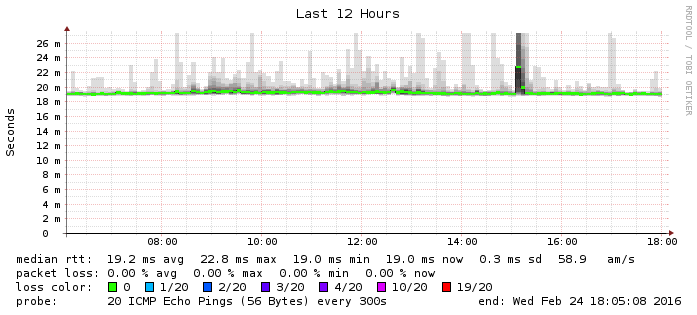 Last 12 Hours
RRDTOOL / TOBI OETIKER
Seconds
26 m
24 m
22 m
20 m
18 m
16 m
14 m
12 m
10 m
8 m
6 m
4 m
2 m
0
08:00 10:00 12:00 14:00 16:00 18:00
median rtt: 19.2 ms avg 22.8 ms max 19.0 ms min 19.0 ms now 0.3 ms sd 58.9 am/s
packet loss: 0.00 % avg 0.00 % max 0.00 % min 0.00 % now
loss color: 0 1/20 2/20 3/20 4/20 10/20 19/20
probe: 20 ICMP Echo Pings (56 Bytes) every 300s end: Wed Feb 24 18:05:08 2016